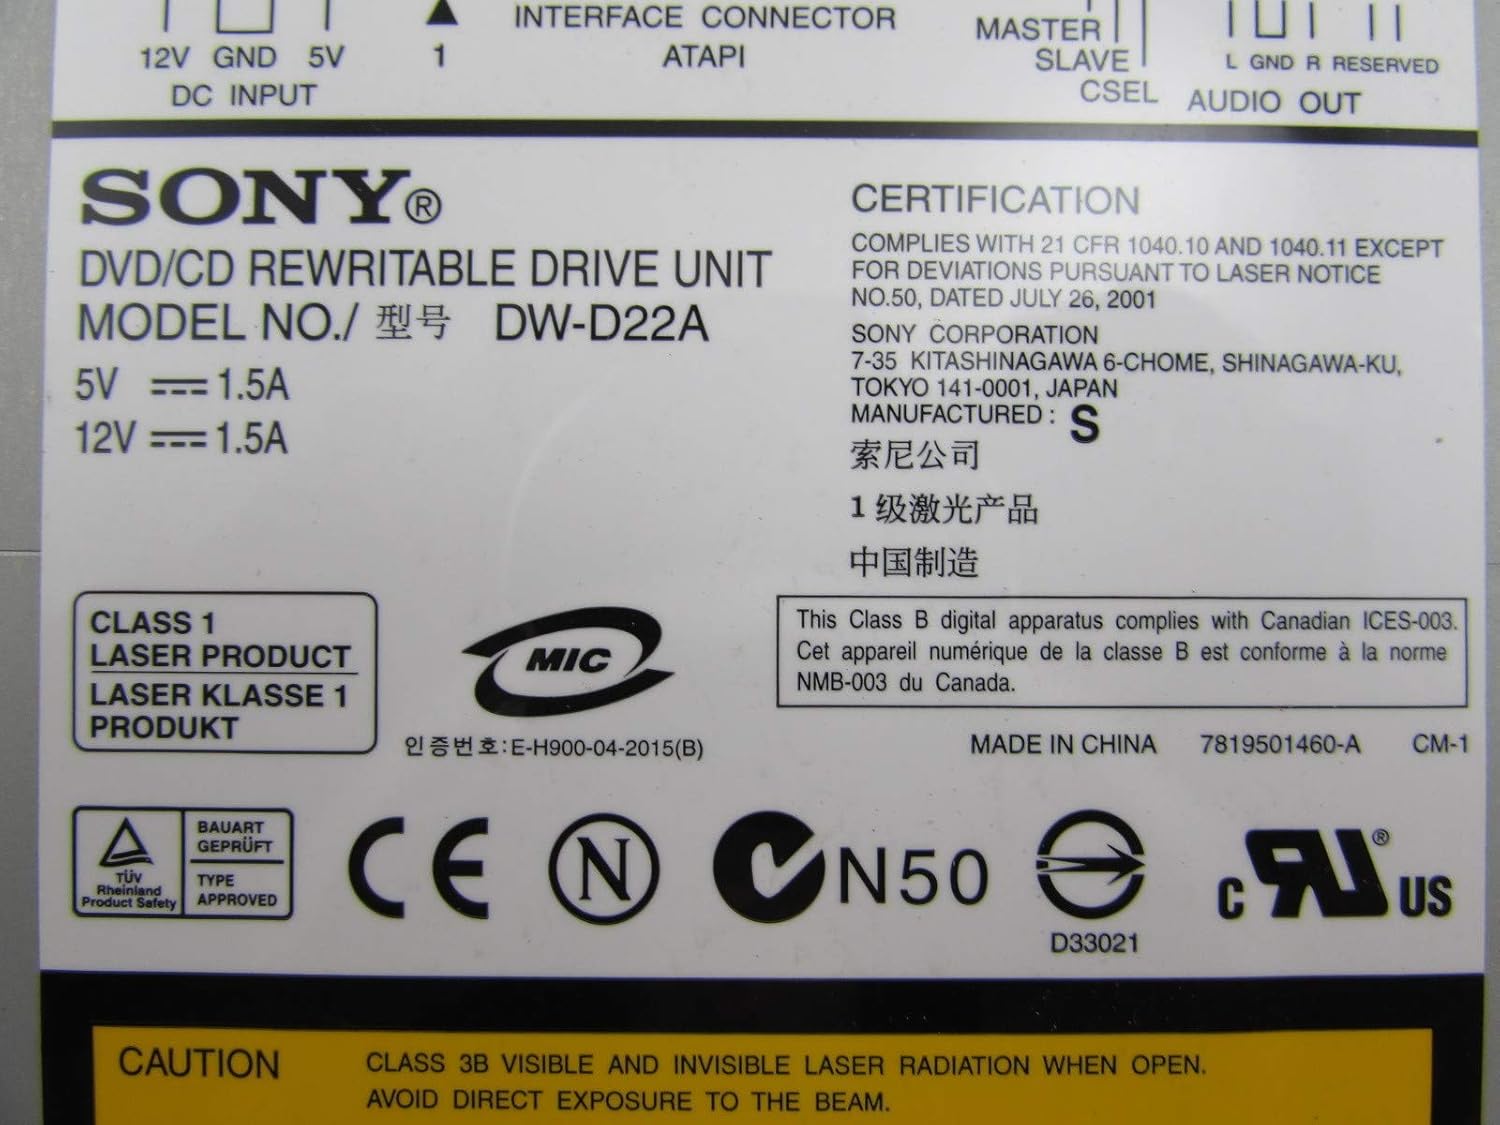 INTERFACE CONNECTOR
ATAPI
12V GND 5V
DC INPUT
1
MASTER
SLAVE
CSEL
L GND R RESERVED
AUDIO OUT
SONY®
DVD/CD REWRITABLE DRIVE UNIT
MODEL NO./ 型号 DW-D22A
5V ⎓ 1.5A
12V ⎓ 1.5A
CERTIFICATION
COMPLIES WITH 21 CFR 1040.10 AND 1040.11 EXCEPT
FOR DEVIATIONS PURSUANT TO LASER NOTICE
NO.50, DATED JULY 26, 2001
SONY CORPORATION
7-35 KITASHINAGAWA 6-CHOME, SHINAGAWA-KU,
TOKYO 141-0001, JAPAN
MANUFACTURED : S
索尼公司
1 级激光产品
中国制造
CLASS 1
LASER PRODUCT
LASER KLASSE 1
PRODUKT
MIC
인증번호:E-H900-04-2015(B)
This Class B digital apparatus complies with Canadian ICES-003.
Cet appareil numérique de la classe B est conforme à la norme
NMB-003 du Canada.
MADE IN CHINA 7819501460-A CM-1
TÜV
Rheinland
Product Safety
BAUART
GEPRÜFT
TYPE
APPROVED
CE
N
N50
D33021
c RU® US
CAUTION
CLASS 3B VISIBLE AND INVISIBLE LASER RADIATION WHEN OPEN.
AVOID DIRECT EXPOSURE TO THE BEAM.